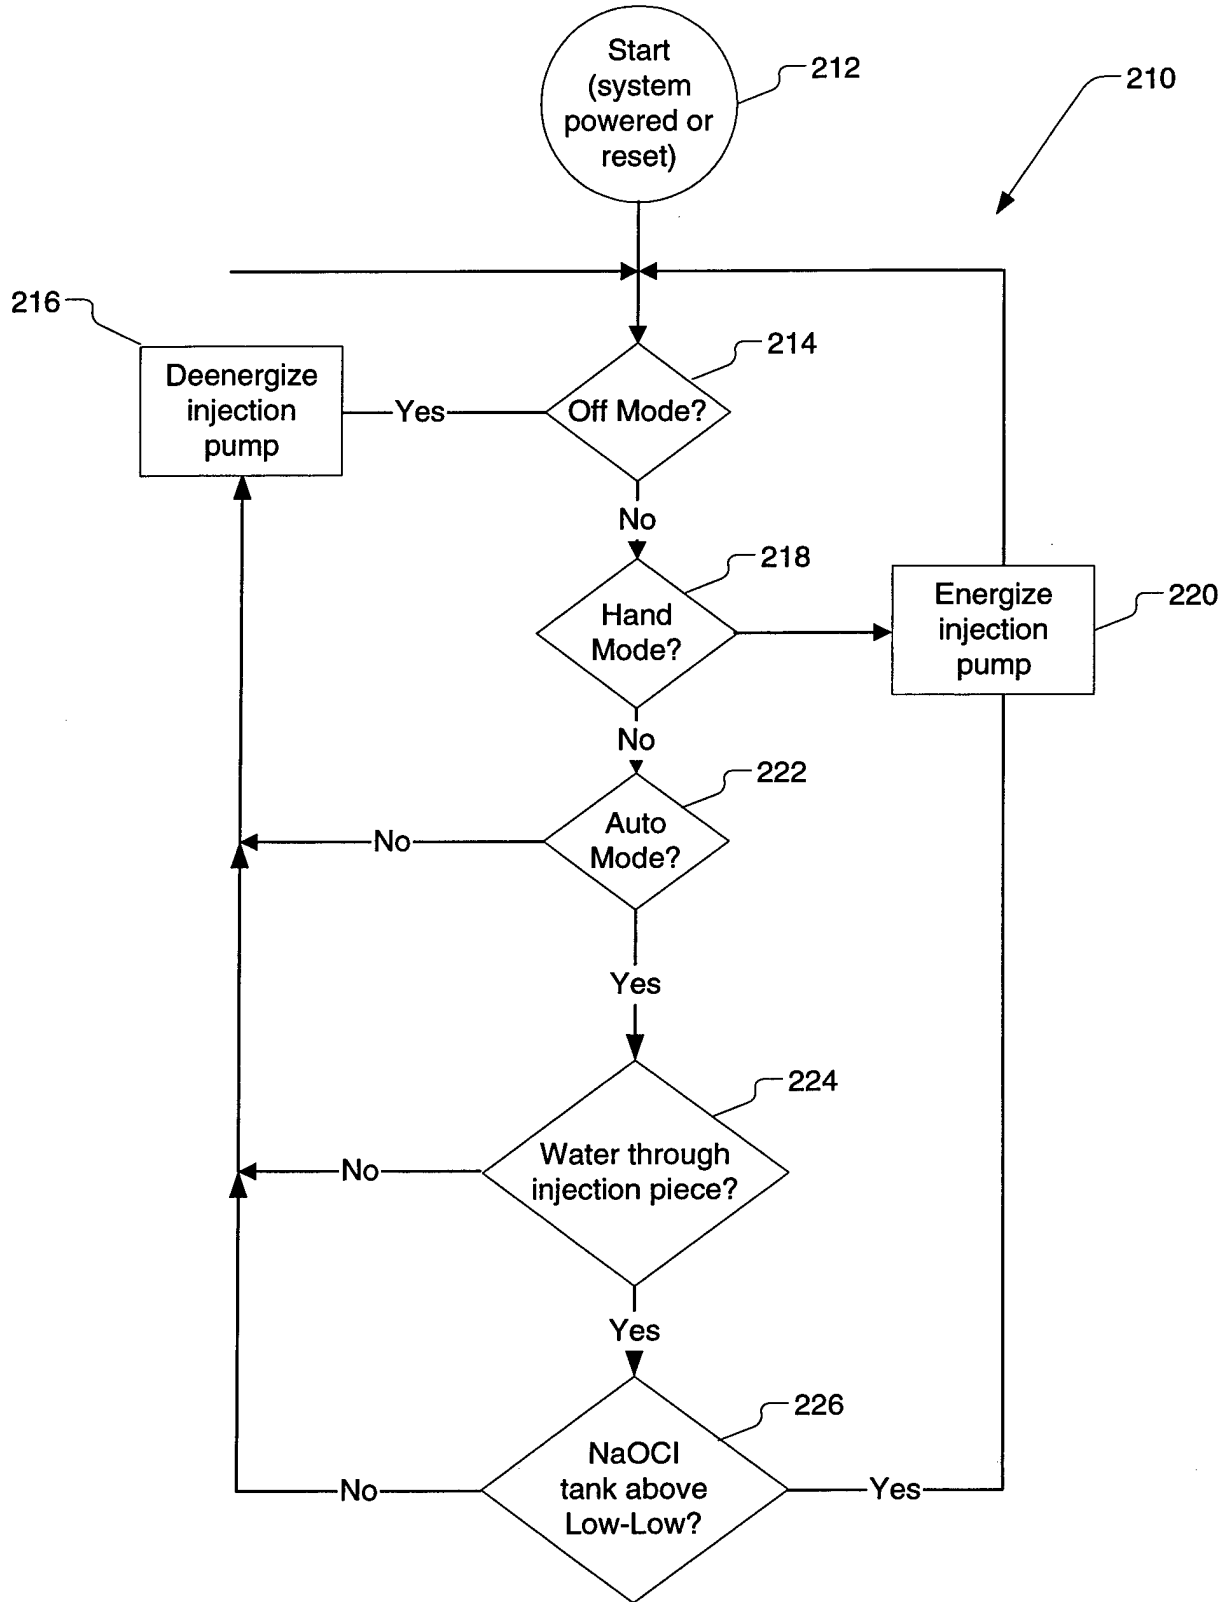 Start
(system
powered or
reset)
212
210
216
Deenergize
injection
pump
Yes
214
Off Mode?
No
218
Hand
Mode?
Energize
injection
pump
220
No
222
Auto
Mode?
No
Yes
224
Water through
injection piece?
No
Yes
226
NaOCI
tank above
Low-Low?
No
Yes